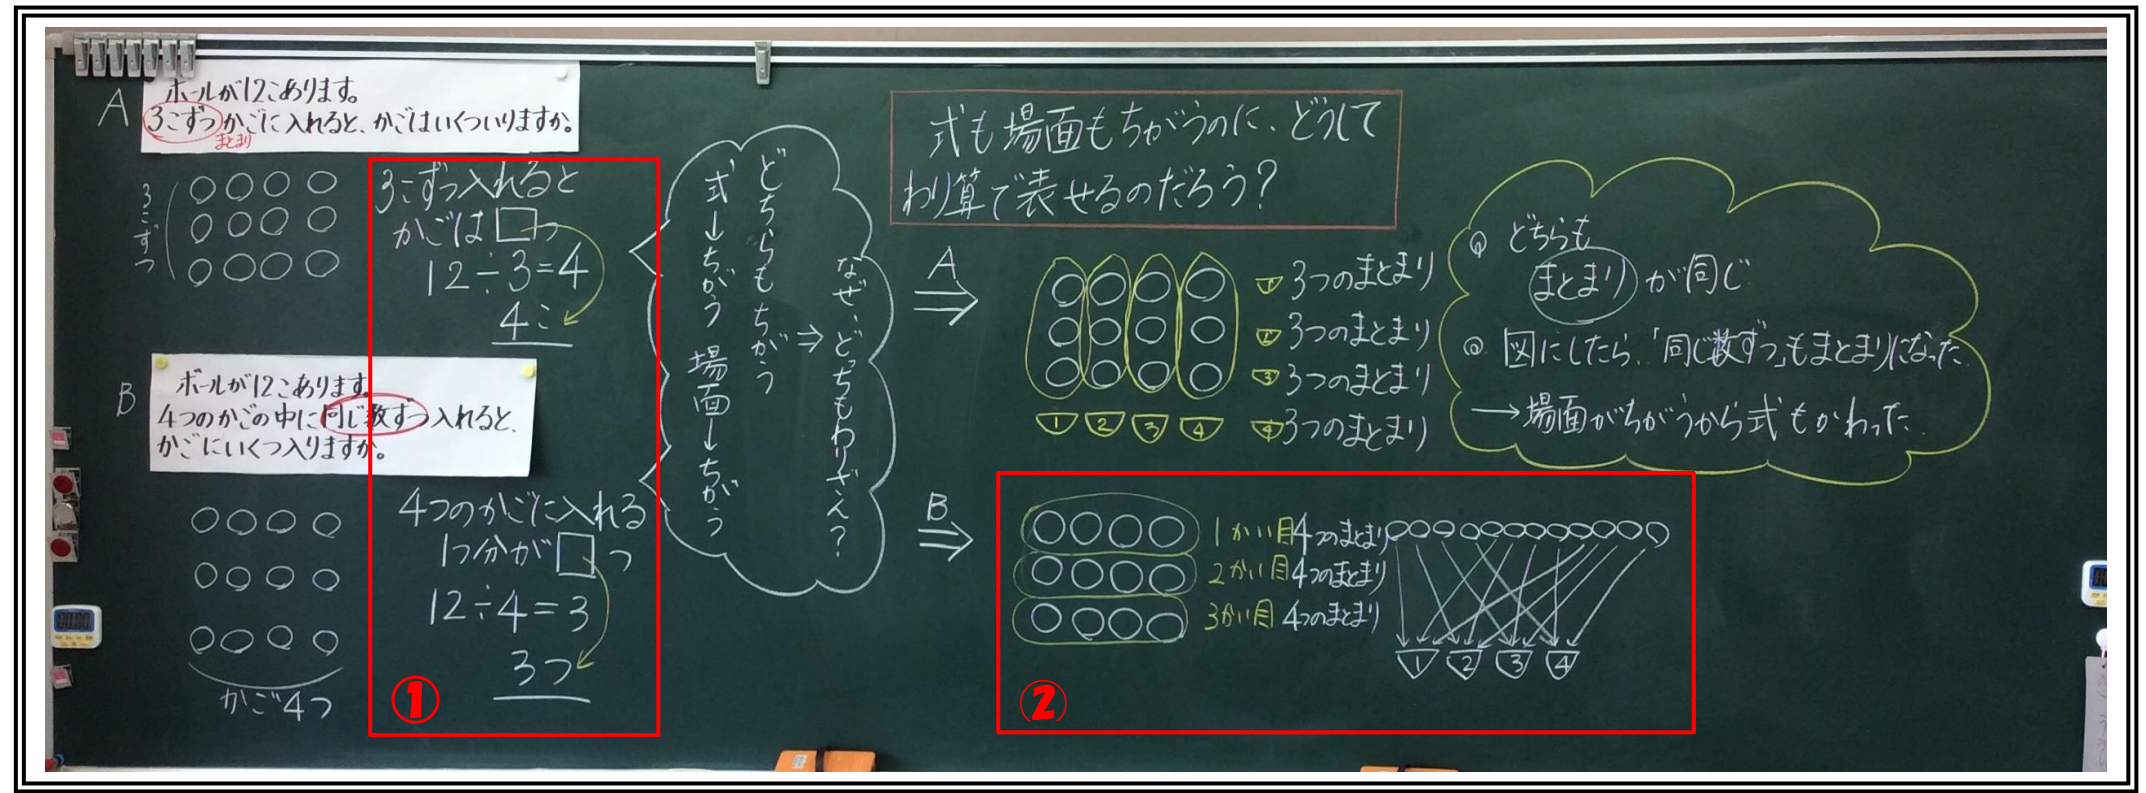 A
ボールが12こあります。
3こずつかごに入れると、かごはいくついりますか。
まとまり
3こずつ
3こずつ入れると
かごは□つ
12÷3=4
4こ
B
ボールが12こあります。
4つのかごの中に同じ数ずつ入れると、
かごにいくつ入りますか。
かご4つ
4つのかごに入れる
1つ分が□つ
12÷4=3
3つ
①
どちらもちがう
式→ちがう 場面→ちがう
⇒なぜ、どっちもわりざん?
式も場面もちがうのに、どうして
わり算で表せるのだろう?
A
⇒
① 3つのまとまり
② 3つのまとまり
③ 3つのまとまり
④ 3つのまとまり
① ② ③ ④
B
⇒
1かい目4つのまとまり
2かい目4つのまとまり
3かい目4つのまとまり
1 2 3 4
②
どちらも
まとまりが同じ
図にしたら、「同じ数ずつ」もまとまりになった
→場面がちがうから式もかわった。
00:00